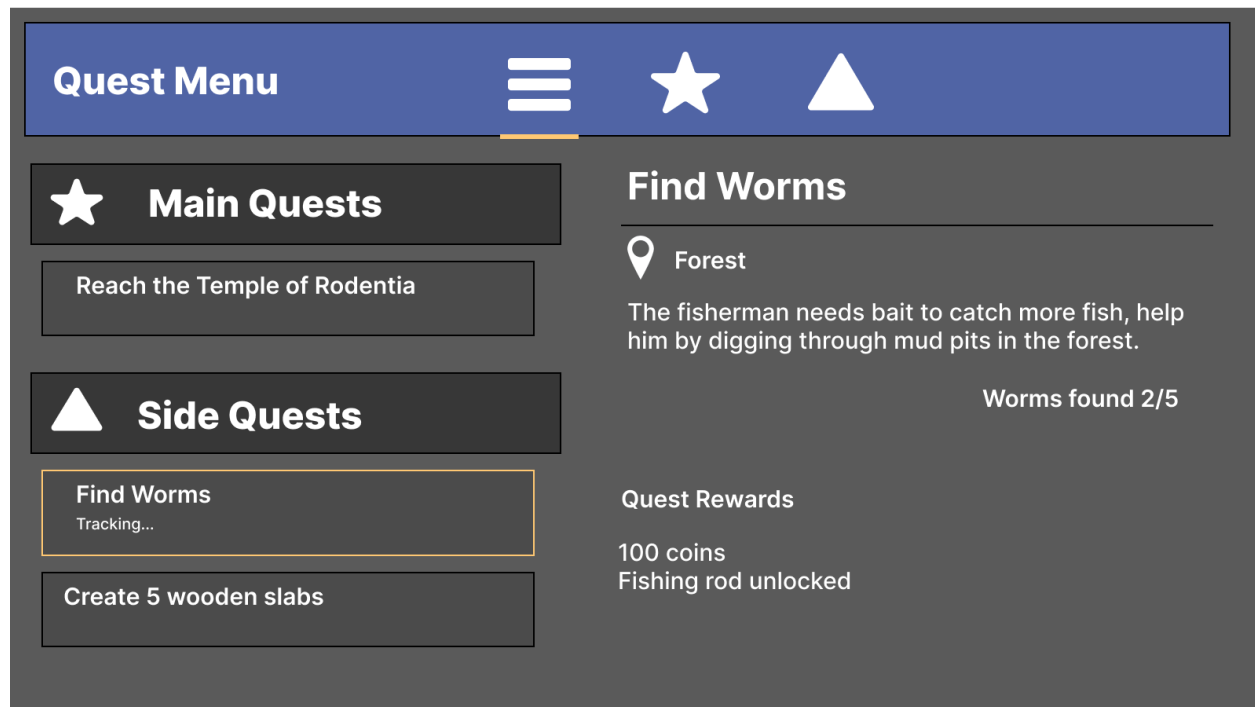 Quest Menu
Main Quests
Reach the Temple of Rodentia
Side Quests
Find Worms
Tracking...
Create 5 wooden slabs
Find Worms
Forest
The fisherman needs bait to catch more fish, help
him by digging through mud pits in the forest.
Worms found 2/5
Quest Rewards
100 coins
Fishing rod unlocked